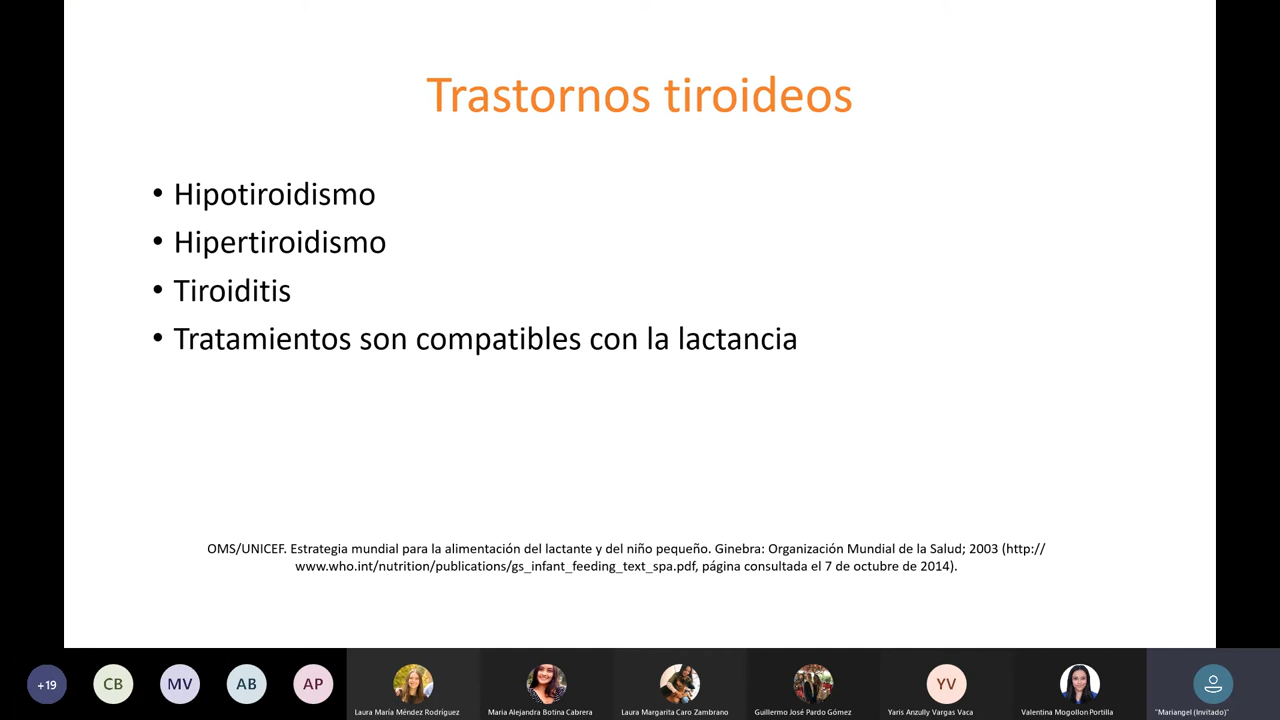 Trastornos tiroideos
• Hipotiroidismo
• Hipertiroidismo
• Tiroiditis
• Tratamientos son compatibles con la lactancia
OMS/UNICEF. Estrategia mundial para la alimentación del lactante y del niño pequeño. Ginebra: Organización Mundial de la Salud; 2003 (http://
www.who.int/nutrition/publications/gs_infant_feeding_text_spa.pdf, página consultada el 7 de octubre de 2014).
+19 CB MV AB AP YV
Laura María Méndez Rodríguez Maria Alejandra Botina Cabrera Laura Margarita Caro Zambrano Guillermo José Pardo Gómez Yaris Anzully Vargas Vaca Valentina Mogollon Portilla "Mariangel (Invitado)"